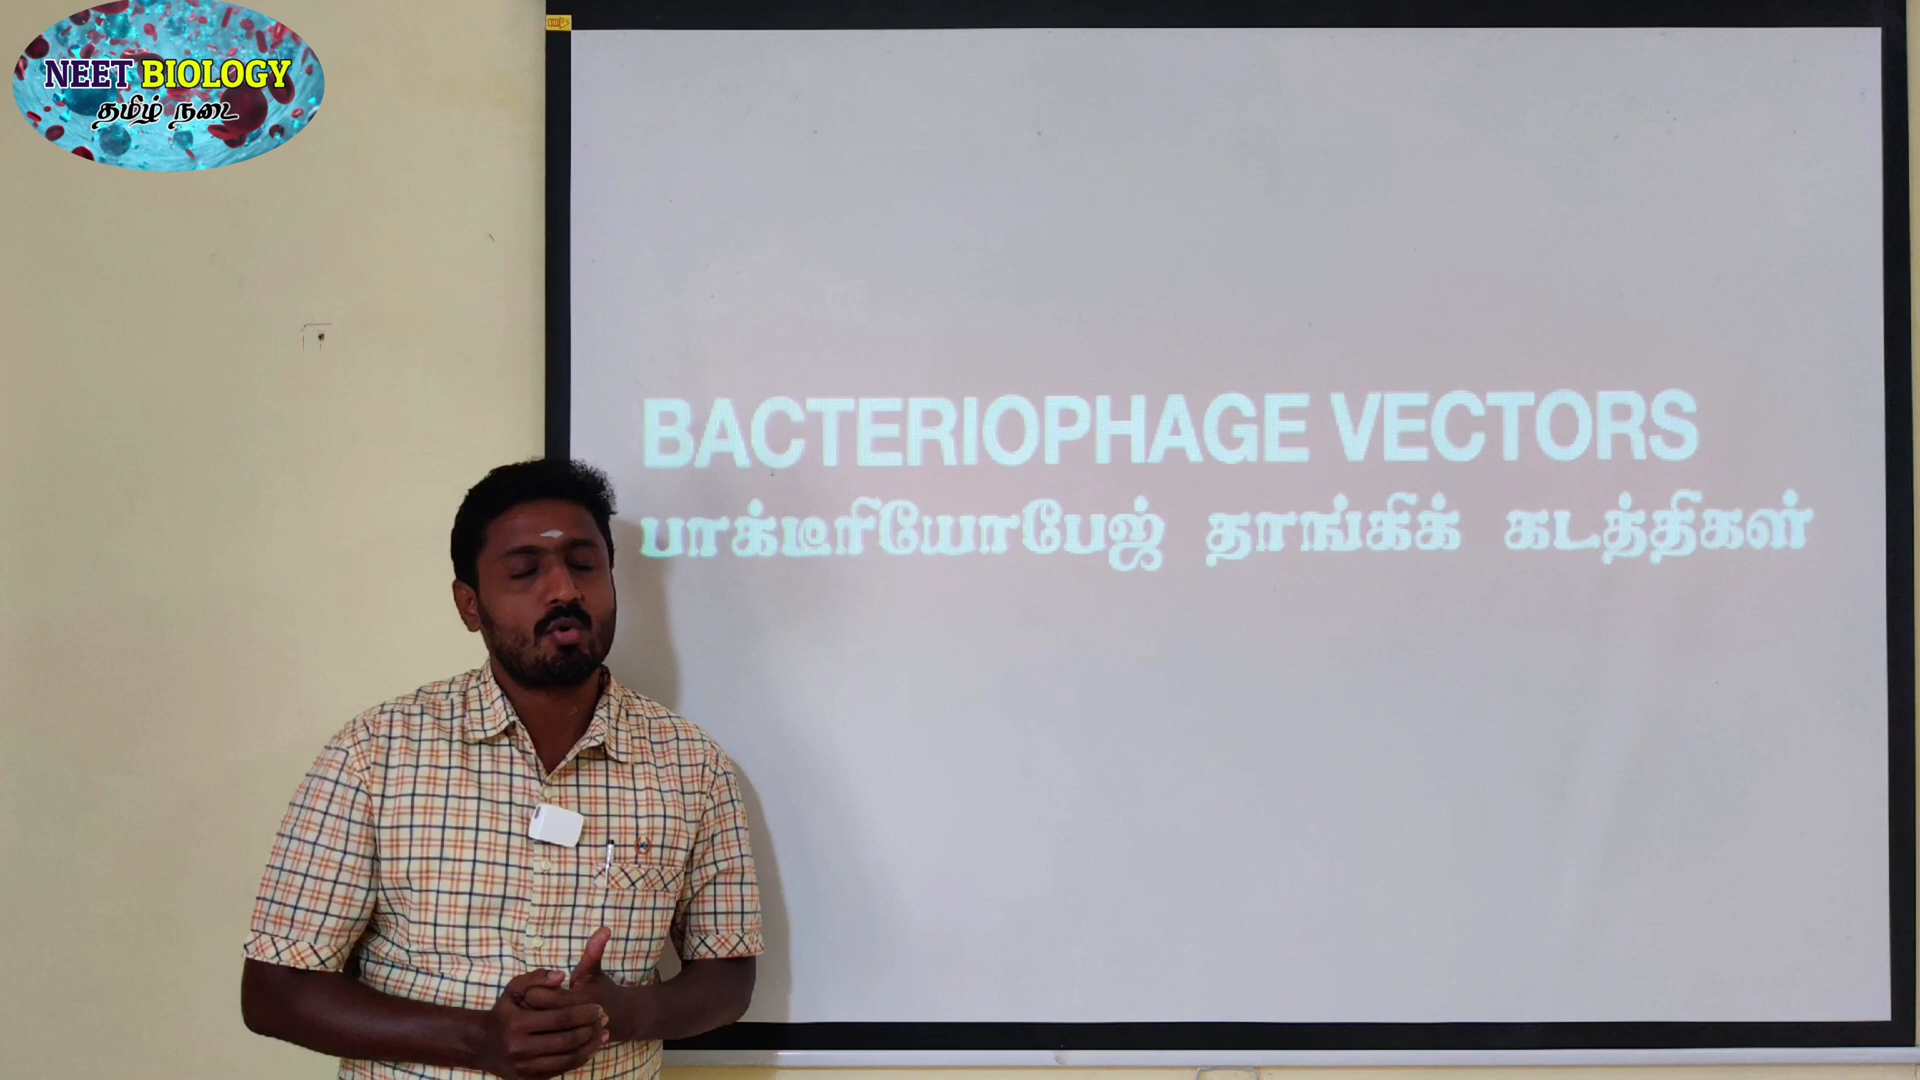 NEET BIOLOGY
தமிழ் நடை
BACTERIOPHAGE VECTORS
பாக்டீரியோபேஜ் தாங்கிக் கடத்திகள்